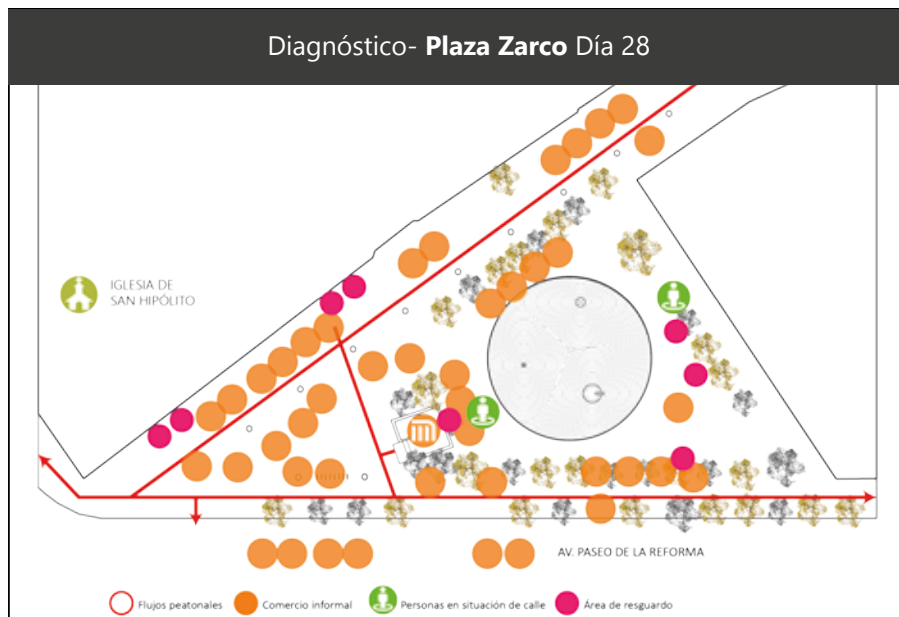 Diagnóstico- Plaza Zarco Día 28
IGLESIA DE
SAN HIPÓLITO
AV. PASEO DE LA REFORMA
Flujos peatonales
Comercio informal
Personas en situación de calle
Área de resguardo